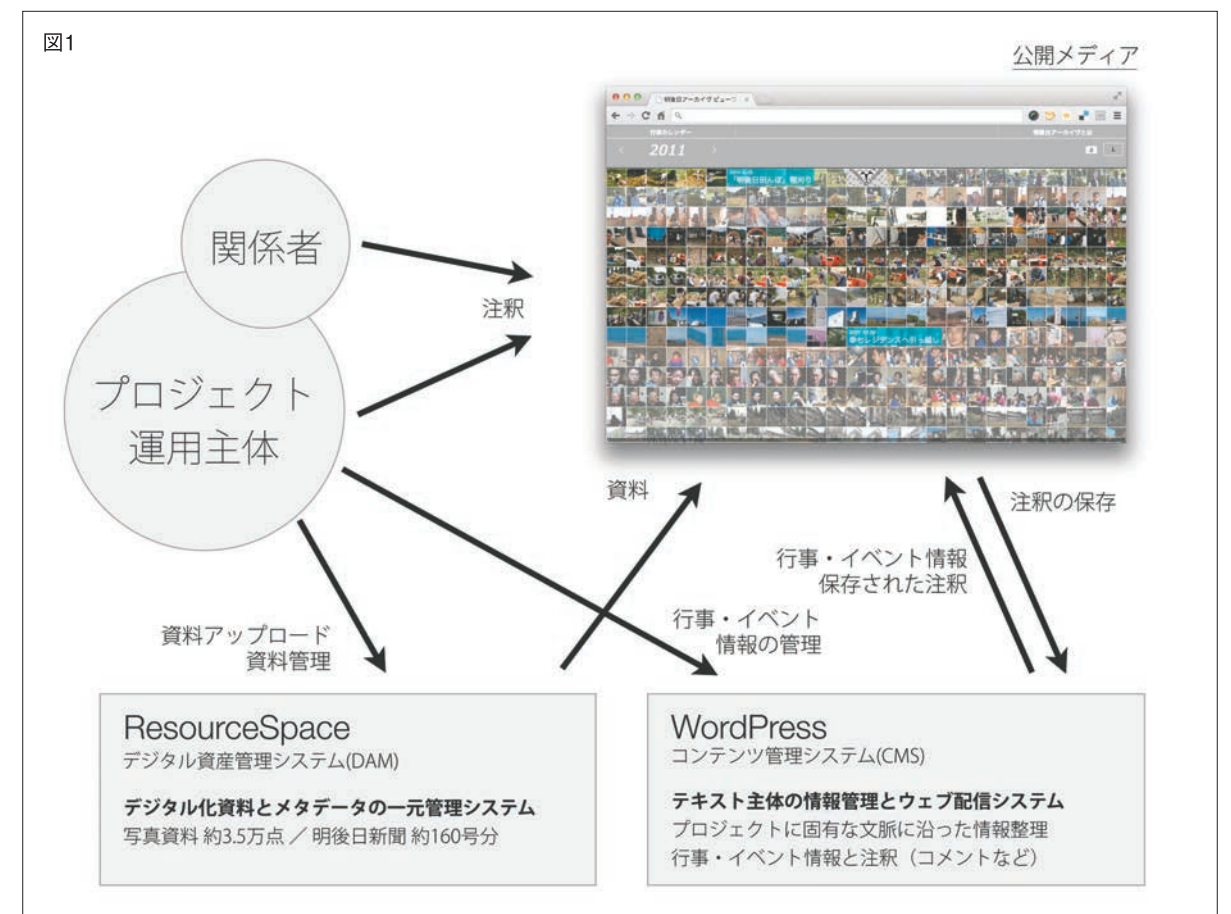 図1
公開メディア
2011
関係者
注釈
プロジェクト
運用主体
資料
注釈の保存
行事・イベント情報
保存された注釈
行事・イベント
情報の管理
資料アップロード
資料管理
ResourceSpace
デジタル資産管理システム(DAM)
デジタル化資料とメタデータの一元管理システム
写真資料 約3.5万点 ／ 明後日新聞 約160号分
WordPress
コンテンツ管理システム(CMS)
テキスト主体の情報管理とウェブ配信システム
プロジェクトに固有な文脈に沿った情報整理
行事・イベント情報と注釈（コメントなど）